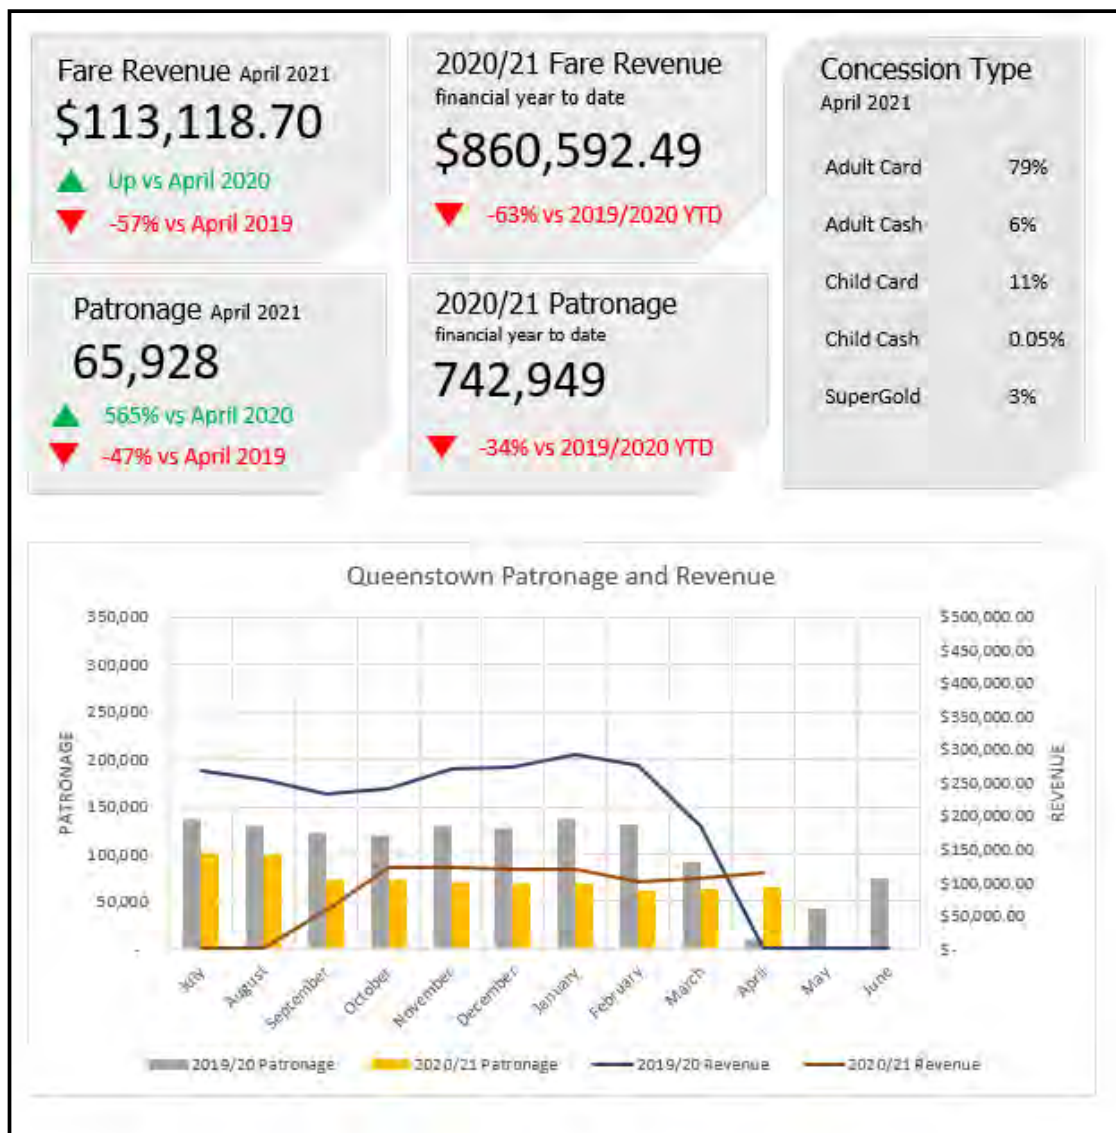 Fare Revenue April 2021
$113,118.70
Up vs April 2020
-57% vs April 2019
2020/21 Fare Revenue
financial year to date
$860,592.49
-63% vs 2019/2020 YTD
Concession Type
April 2021
Adult Card 79%
Adult Cash 6%
Child Card 11%
Child Cash 0.05%
SuperGold 3%
Patronage April 2021
65,928
565% vs April 2020
-47% vs April 2019
2020/21 Patronage
financial year to date
742,949
-34% vs 2019/2020 YTD
Queenstown Patronage and Revenue
PATRONAGE
350,000
300,000
250,000
200,000
150,000
100,000
50,000
-
$500,000.00
$450,000.00
$400,000.00
$350,000.00
$300,000.00
$250,000.00
$200,000.00
$150,000.00
$100,000.00
$50,000.00
$-
REVENUE
July
August
September
October
November
December
January
February
March
April
May
June
2019/20 Patronage 2020/21 Patronage 2019/20 Revenue 2020/21 Revenue